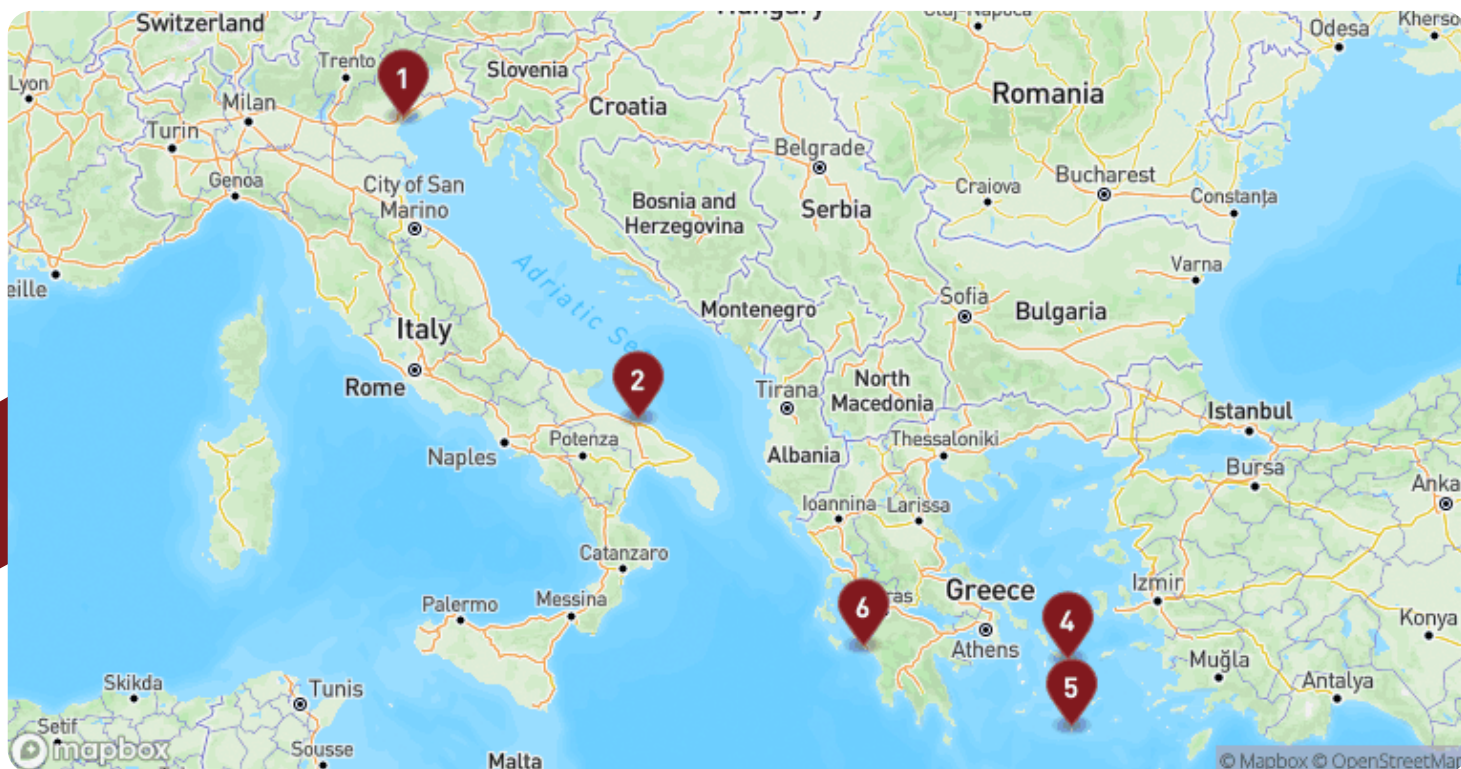 Switzerland
Hungary
Cluj-Napoca
Odesa
Kherso
Trento
1
Slovenia
Lyon
Milan
Croatia
Romania
Turin
Belgrade
Genoa
City of San
Marino
Bosnia and
Herzegovina
Serbia
Craiova
Bucharest
Constanța
eille
Adriatic Sea
Varna
Montenegro
Sofia
Bulgaria
Italy
2
Rome
Tirana
North
Macedonia
Istanbul
Potenza
Thessaloniki
Naples
Albania
Bursa
Ioannina
Larissa
Anka
Catanzaro
Izmir
Greece
Palermo
Messina
6
ras
4
Konya
Athens
Muğla
5
Skikda
Tunis
Antalya
Setif
mapbox
Sousse
Malta
© Mapbox © OpenStreetMap